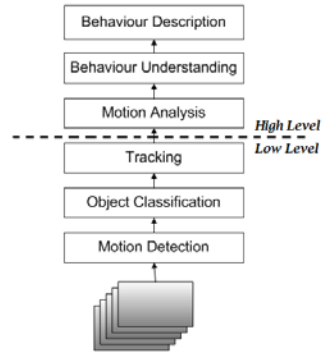 Behaviour Description
Behaviour Understanding
Motion Analysis
High Level
Low Level
Tracking
Object Classification
Motion Detection